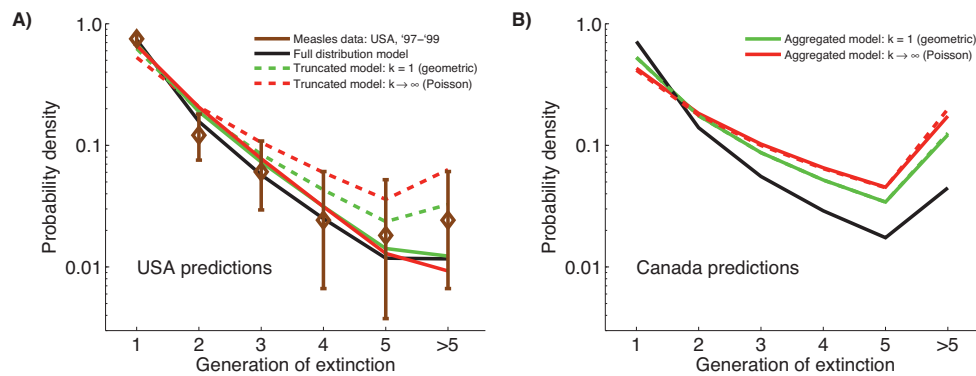 A)
Measles data: USA, '97–'99
Full distribution model
Truncated model: k = 1 (geometric)
Truncated model: k → ∞ (Poisson)
1.0
0.1
0.01
Probability density
USA predictions
1 2 3 4 5 >5
Generation of extinction
B)
Aggregated model: k = 1 (geometric)
Aggregated model: k → ∞ (Poisson)
1.0
0.1
0.01
Probability density
Canada predictions
1 2 3 4 5 >5
Generation of extinction